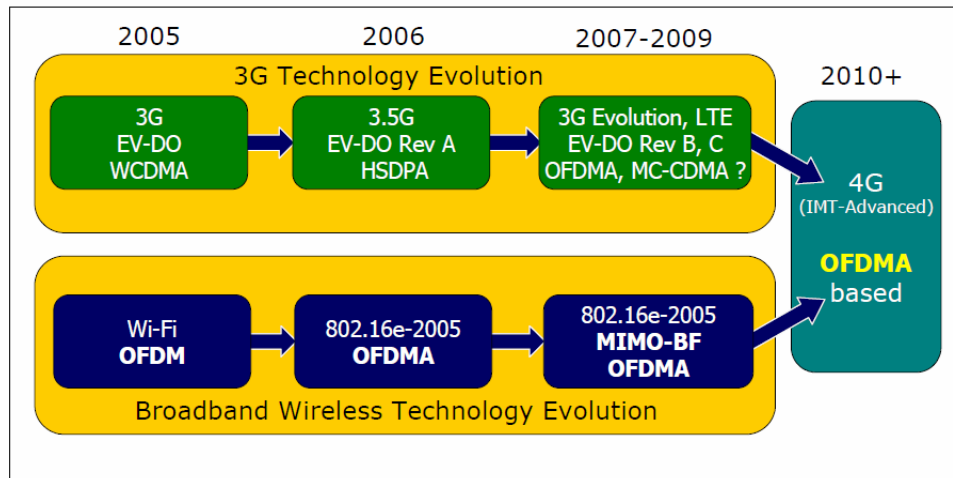 2005
2006
2007-2009
2010+
3G Technology Evolution
3G
EV-DO
WCDMA
3.5G
EV-DO Rev A
HSDPA
3G Evolution, LTE
EV-DO Rev B, C
OFDMA, MC-CDMA ?
4G
(IMT-Advanced)
OFDMA
based
Wi-Fi
OFDM
802.16e-2005
OFDMA
802.16e-2005
MIMO-BF
OFDMA
Broadband Wireless Technology Evolution